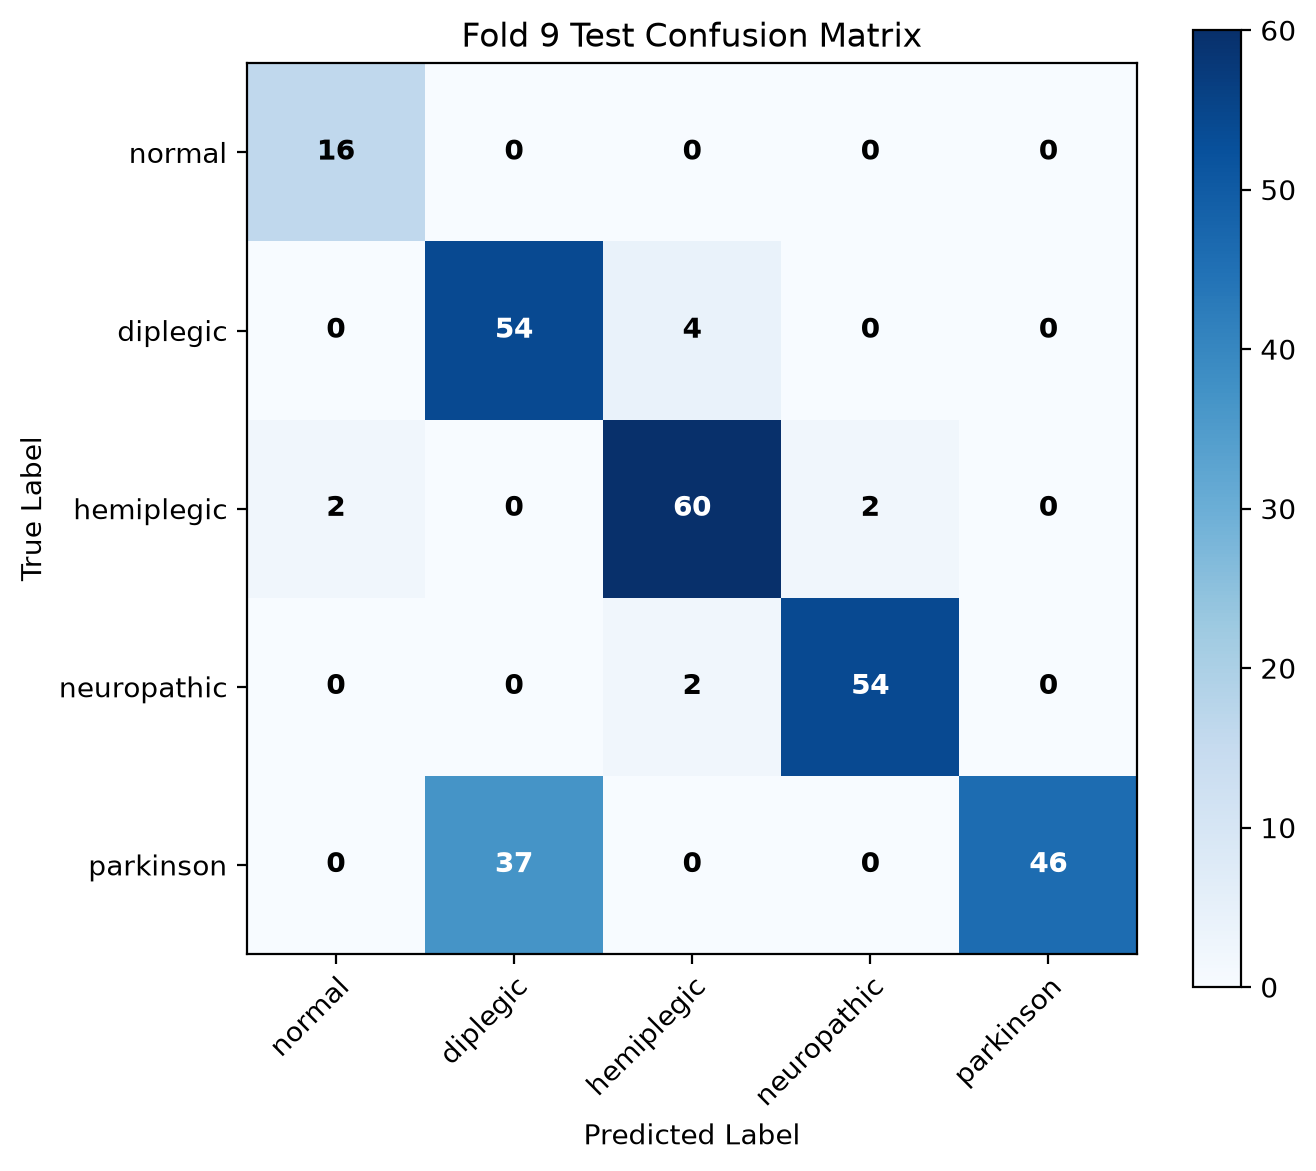 Fold 9 Test Confusion Matrix
True Label
normal 16 0 0 0 0
diplegic 0 54 4 0 0
hemiplegic 2 0 60 2 0
neuropathic 0 0 2 54 0
parkinson 0 37 0 0 46
normal diplegic hemiplegic neuropathic parkinson
Predicted Label
60
50
40
30
20
10
0